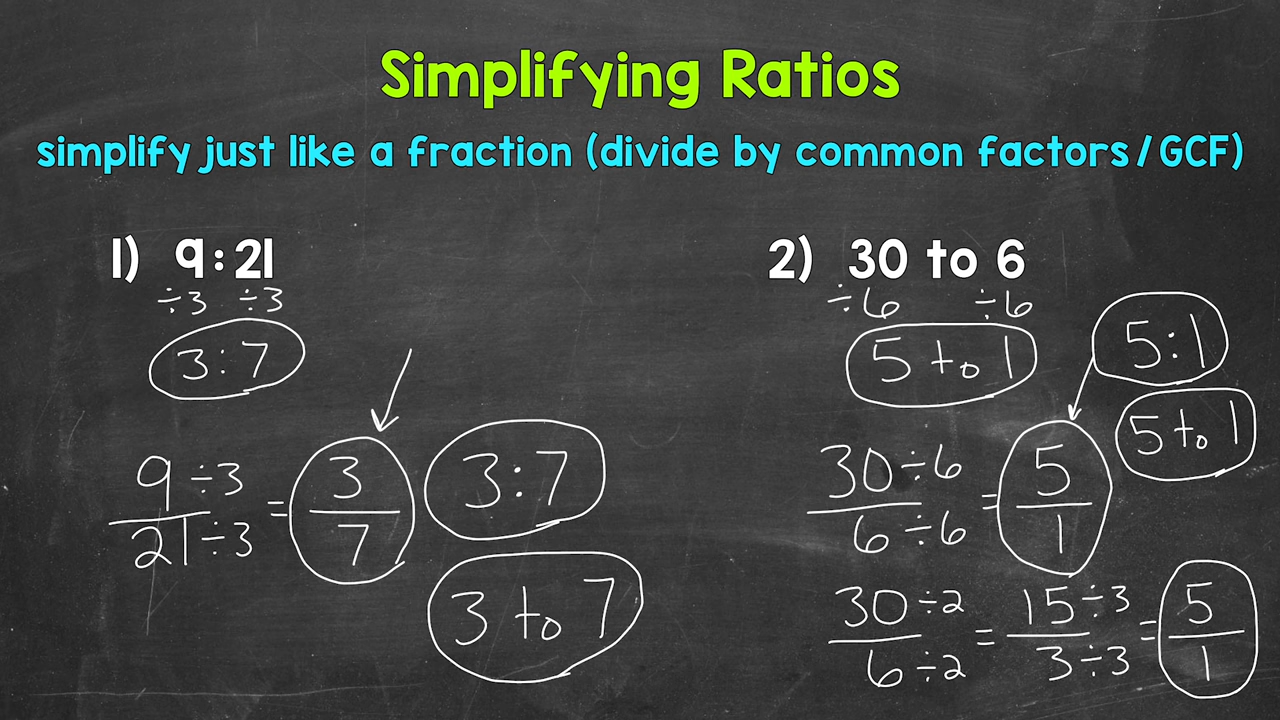 Simplifying Ratios
simplify just like a fraction (divide by common factors/GCF)
1) 9:21
÷3 ÷3
3:7
9 ÷3 = 3
21 ÷3 7
3:7
3 to 7
2) 30 to 6
÷6 ÷6
5 to 1
5:1
5 to 1
30 ÷6 = 5
6 ÷6 1
30 ÷2 = 15 ÷3 = 5
6 ÷2 3 ÷3 1